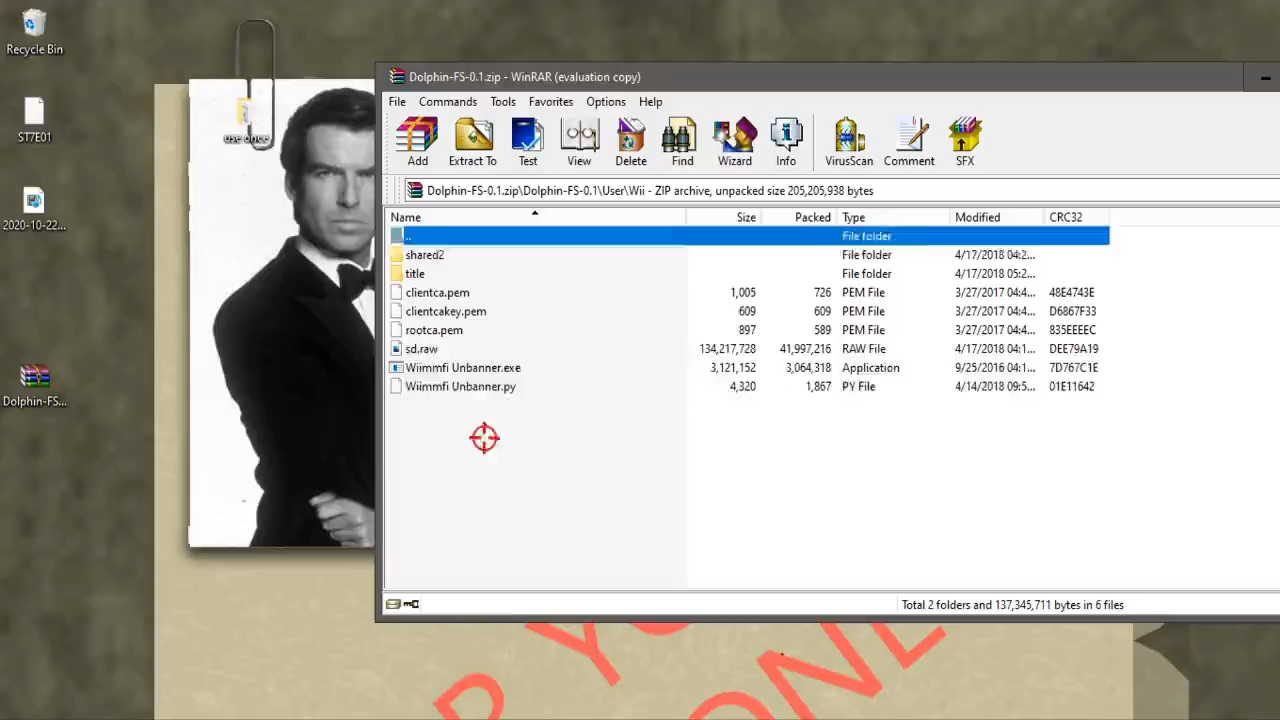 Recycle Bin
ST7E01
2020-10-22...
Dolphin-FS...
use once
Dolphin-FS-0.1.zip - WinRAR (evaluation copy)
File Commands Tools Favorites Options Help
Add Extract To Test View Delete Find Wizard Info VirusScan Comment SFX
Dolphin-FS-0.1.zip\Dolphin-FS-0.1\User\Wii - ZIP archive, unpacked size 205,205,938 bytes
Name Size Packed Type Modified CRC32
.. File folder
shared2 File folder 4/17/2018 04:2...
title File folder 4/17/2018 05:2...
clientca.pem 1,005 726 PEM File 3/27/2017 04:4... 48E4743E
clientcakey.pem 609 609 PEM File 3/27/2017 04:4... D6867F33
rootca.pem 897 589 PEM File 3/27/2017 04:4... 835EEEEC
sd.raw 134,217,728 41,997,216 RAW File 4/17/2018 04:1... DEE79A19
Wiimmfi Unbanner.exe 3,121,152 3,064,318 Application 9/25/2016 04:1... 7D767C1E
Wiimmfi Unbanner.py 4,320 1,867 PY File 4/14/2018 09:5... 01E11642
Total 2 folders and 137,345,711 bytes in 6 files